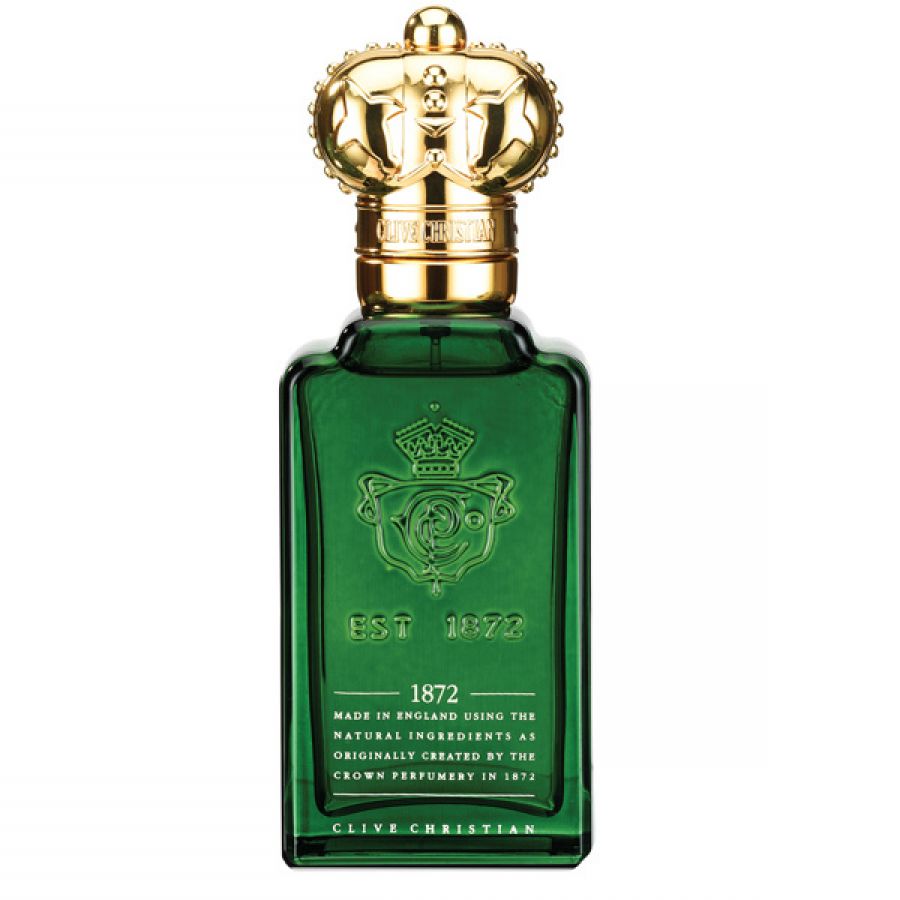 CLIVE CHRISTIAN
EST 1872
1872
MADE IN ENGLAND USING THE
NATURAL INGREDIENTS AS
ORIGINALLY CREATED BY THE
CROWN PERFUMERY IN 1872
CLIVE CHRISTIAN